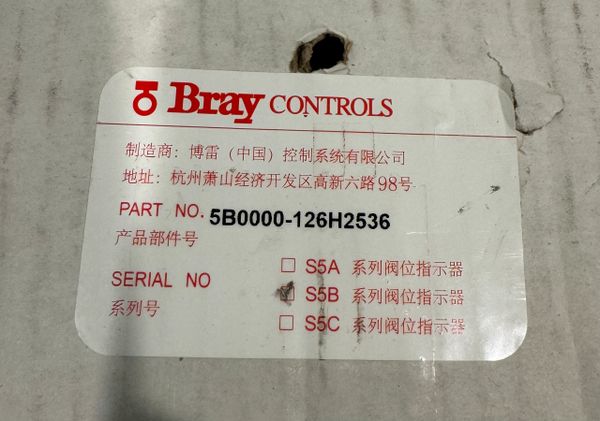 Bray CONTROLS
制造商：博雷（中国）控制系统有限公司
地址：杭州萧山经济开发区高新六路98号
PART NO. 5B0000-126H2536
产品部件号
SERIAL NO
系列号
□ S5A 系列阀位指示器
□ S5B 系列阀位指示器
□ S5C 系列阀位指示器